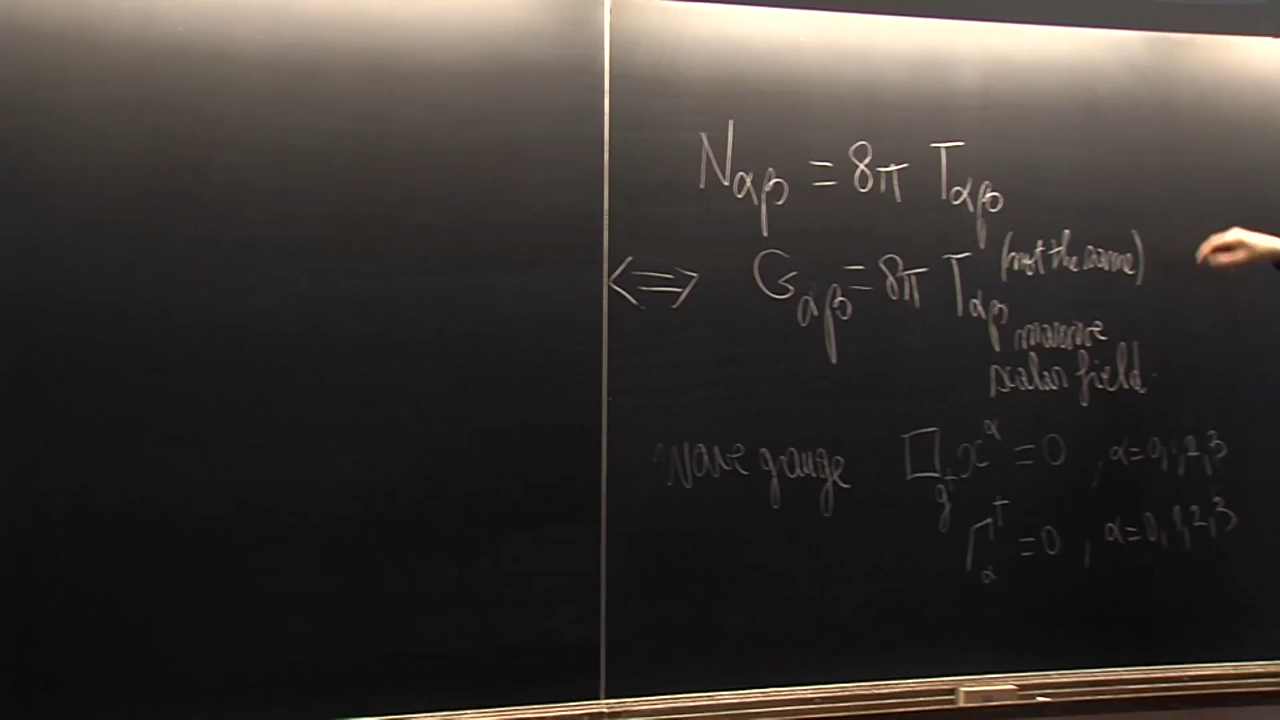 N_αβ = 8π T_αβ
⟺ G_αβ = 8π T_αβ (not the same)
massive
scalar field.
wave gauge □_g† x^α = 0 , α=0,1,2,3
Γ_α^† = 0 , α=0,1,2,3